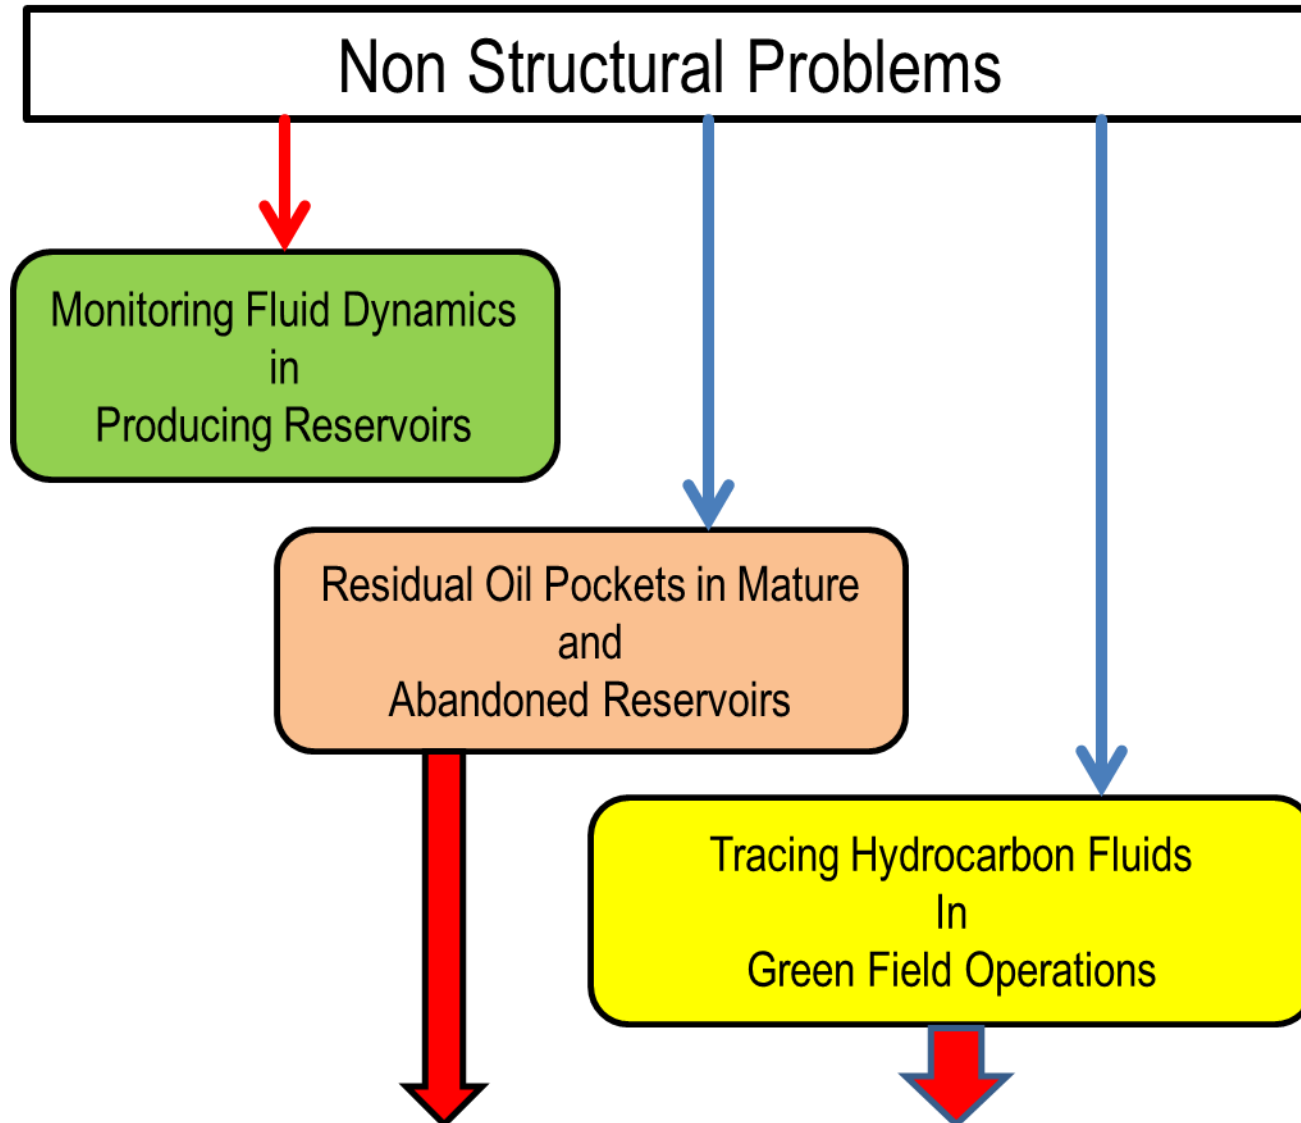 Non Structural Problems
Monitoring Fluid Dynamics
in
Producing Reservoirs
Residual Oil Pockets in Mature
and
Abandoned Reservoirs
Tracing Hydrocarbon Fluids
In
Green Field Operations